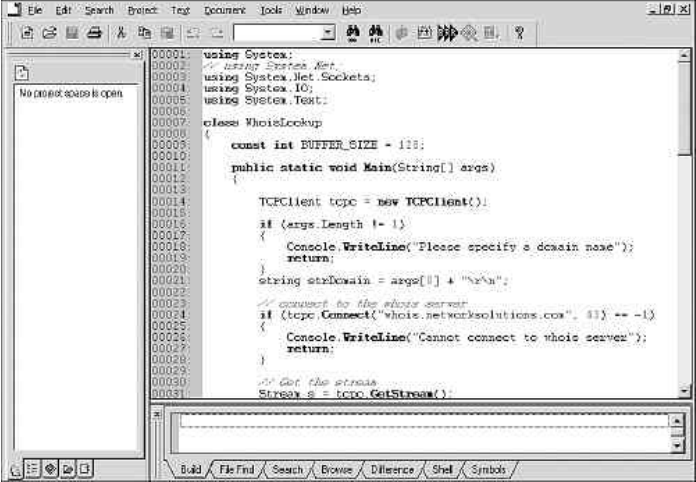 File Edit Search Project Text Document Tools Window Help
No project space is open.
00001: using System;
00002: // using System.Net;
00003: using System.Net.Sockets;
00004: using System.IO;
00005: using System.Text;
00006:
00007: class WhoisLookup
00008: {
00009: const int BUFFER_SIZE = 128;
00010:
00011: public static void Main(String[] args)
00012: {
00013:
00014: TCPClient tcpc = new TCPClient();
00015:
00016: if (args.Length != 1)
00017: {
00018: Console.WriteLine("Please specify a domain name");
00019: return;
00020: }
00021: string strDomain = args[0] + "\r\n";
00022:
00023: // connect to the whois server
00024: if (tcpc.Connect("whois.networksolutions.com", 43) == -1)
00025: {
00026: Console.WriteLine("Cannot connect to whois server");
00027: return;
00028: }
00029:
00030: // Get the stream
00031: Stream s = tcpc.GetStream();
Build File Find Search Browse Difference Shell Symbols